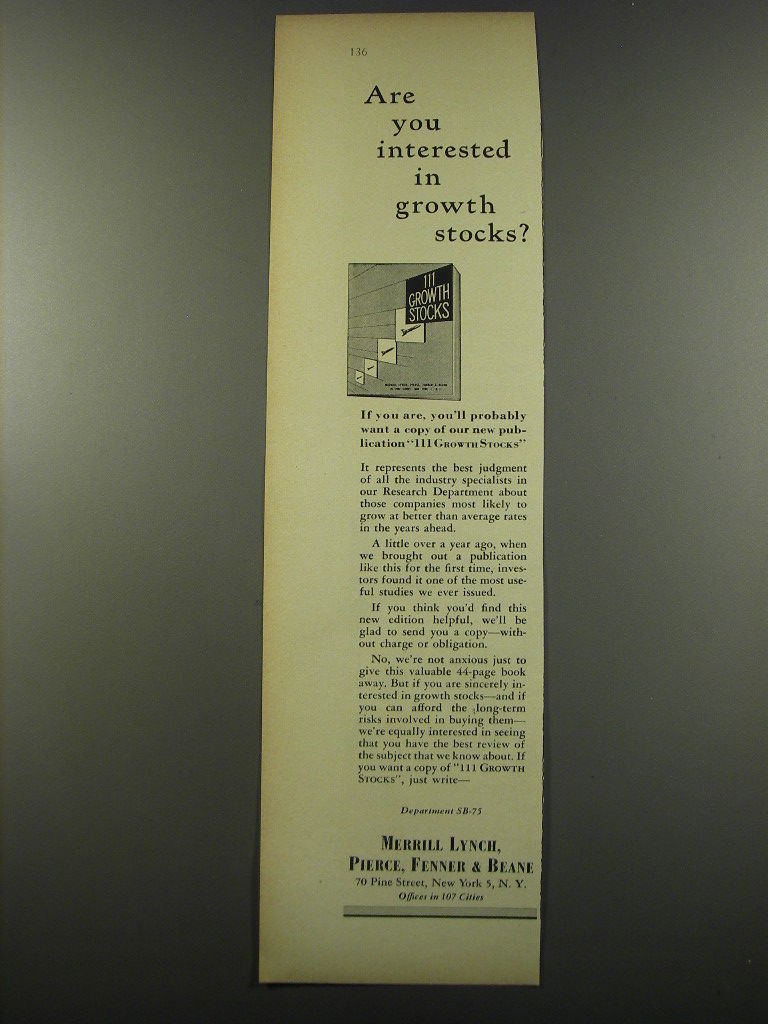 136
Are
you
interested
in
growth
stocks?
111
GROWTH
STOCKS
If you are, you'll probably
want a copy of our new pub-
lication "111 GROWTH STOCKS"
It represents the best judgment
of all the industry specialists in
our Research Department about
those companies most likely to
grow at better than average rates
in the years ahead.
A little over a year ago, when
we brought out a publication
like this for the first time, inves-
tors found it one of the most use-
ful studies we ever issued.
If you think you'd find this
new edition helpful, we'll be
glad to send you a copy—with-
out charge or obligation.
No, we're not anxious just to
give this valuable 44-page book
away. But if you are sincerely in-
terested in growth stocks—and if
you can afford the long-term
risks involved in buying them—
we're equally interested in seeing
that you have the best review of
the subject that we know about. If
you want a copy of "111 GROWTH
STOCKS", just write—
Department SB-75
MERRILL LYNCH,
PIERCE, FENNER & BEANE
70 Pine Street, New York 5, N. Y.
Offices in 107 Cities